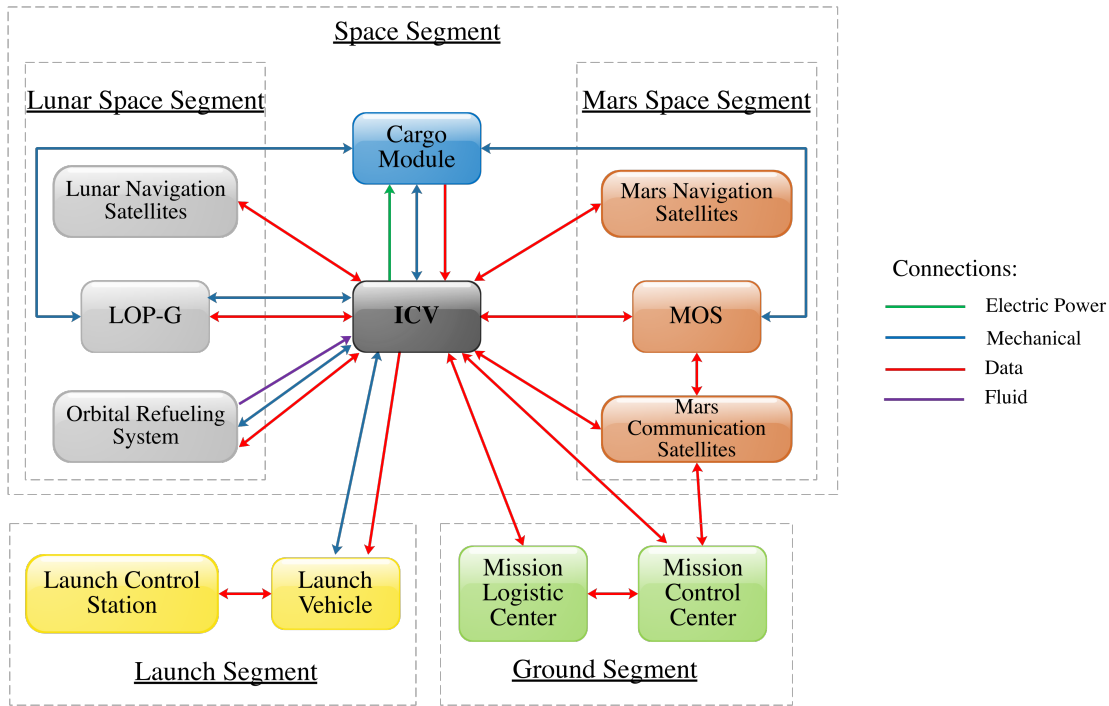 Space Segment
Lunar Space Segment
Mars Space Segment
Cargo
Module
Lunar Navigation
Satellites
Mars Navigation
Satellites
LOP-G
ICV
MOS
Orbital Refueling
System
Mars
Communication
Satellites
Connections:
Electric Power
Mechanical
Data
Fluid
Launch Control
Station
Launch
Vehicle
Mission
Logistic
Center
Mission
Control
Center
Launch Segment
Ground Segment